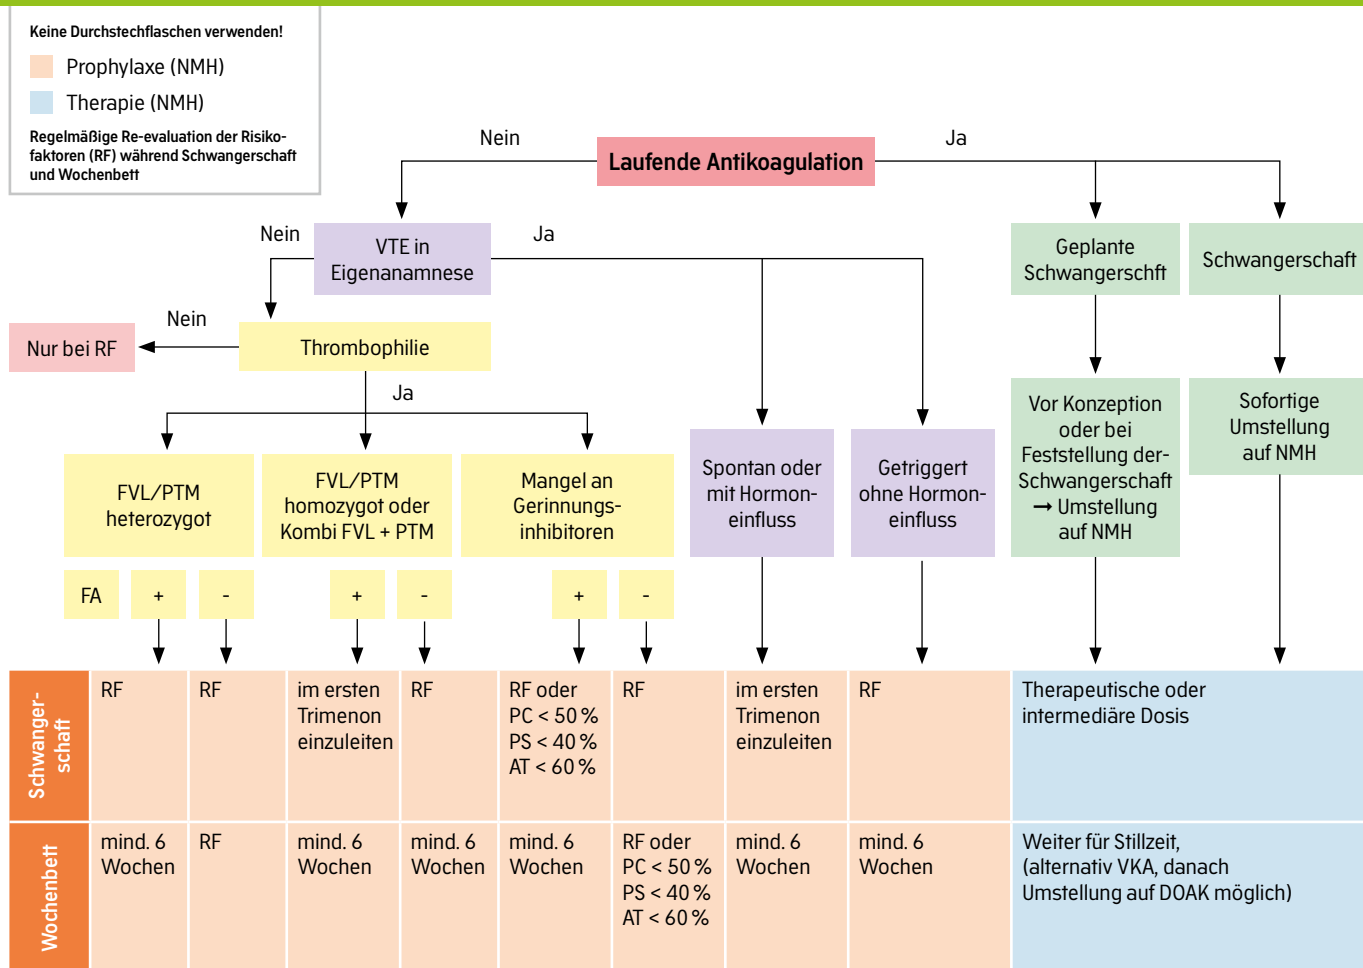 Keine Durchstechflaschen verwenden!
Prophylaxe (NMH)
Therapie (NMH)
Regelmäßige Re-evaluation der Risiko-
faktoren (RF) während Schwangerschaft
und Wochenbett
Nein
Laufende Antikoagulation
Ja
Nein
VTE in
Eigenanamnese
Ja
Geplante
Schwangerschft
Schwangerschaft
Nein
Nur bei RF
Thrombophilie
Ja
FVL/PTM
heterozygot
FVL/PTM
homozygot oder
Kombi FVL + PTM
Mangel an
Gerinnungs-
inhibitoren
Spontan oder
mit Hormon-
einfluss
Getriggert
ohne Hormon-
einfluss
Vor Konzeption
oder bei
Feststellung der-
Schwangerschaft
→ Umstellung
auf NMH
Sofortige
Umstellung
auf NMH
FA
+
-
+
-
+
-
Schwanger-
schaft
RF
RF
im ersten
Trimenon
einzuleiten
RF
RF oder
PC < 50 %
PS < 40 %
AT < 60 %
RF
im ersten
Trimenon
einzuleiten
RF
Therapeutische oder
intermediäre Dosis
Wochenbett
mind. 6
Wochen
RF
mind. 6
Wochen
mind. 6
Wochen
mind. 6
Wochen
RF oder
PC < 50 %
PS < 40 %
AT < 60 %
mind. 6
Wochen
mind. 6
Wochen
Weiter für Stillzeit,
(alternativ VKA, danach
Umstellung auf DOAK möglich)